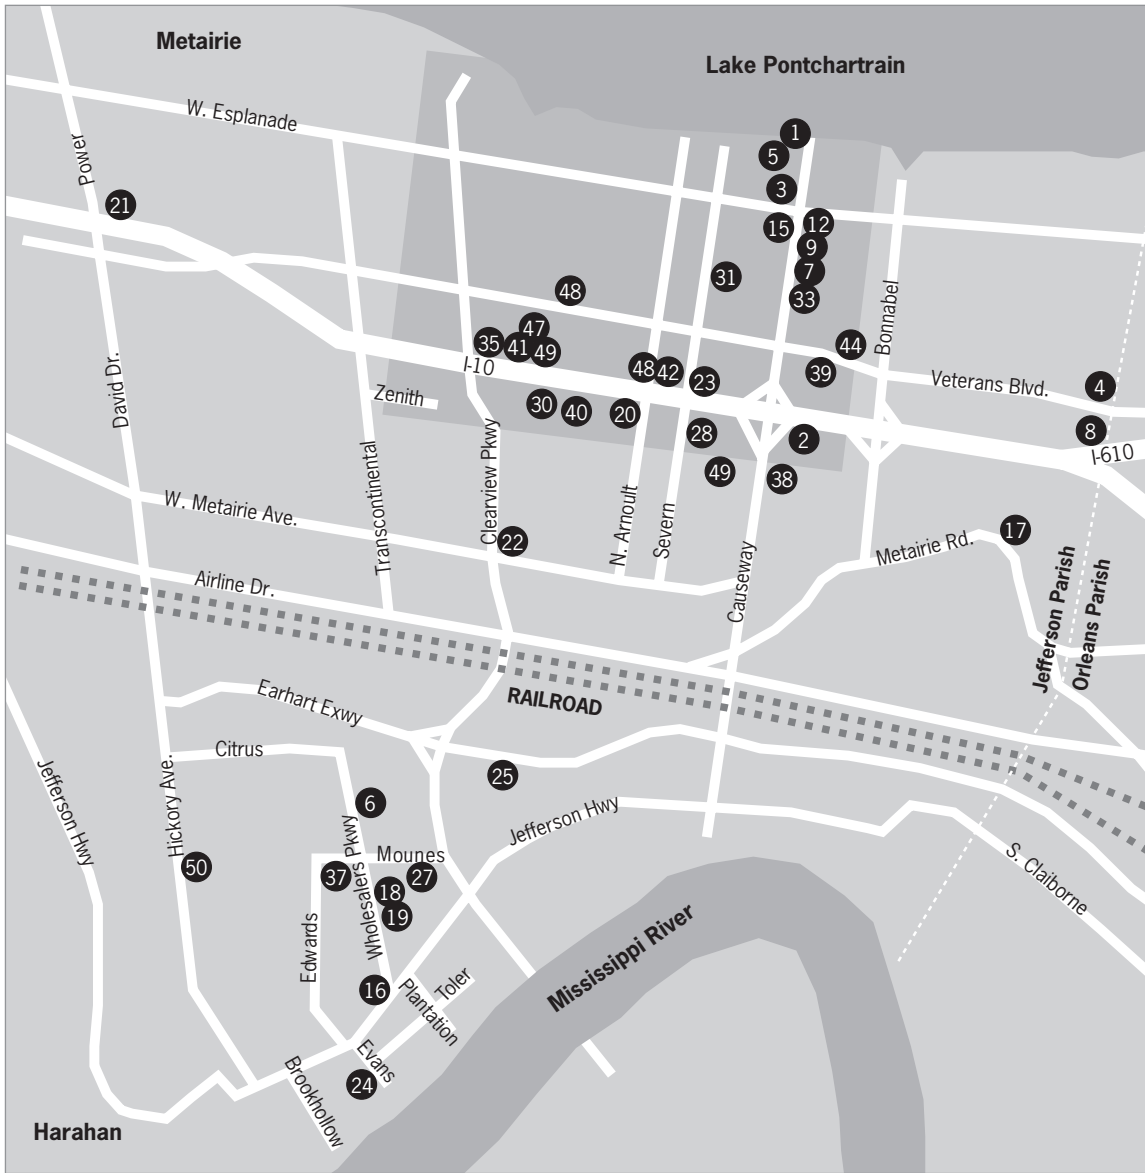 Metairie
Lake Pontchartrain
W. Esplanade
Power
1
5
3
21
15
12
9
7
31
33
48
Bonnabel
47
35
41
49
44
I-10
48
42
23
39
Veterans Blvd.
4
David Dr.
Zenith
30
40
20
28
2
8
I-610
49
38
Clearview Pkwy
Transcontinental
N. Arnoult
Severn
W. Metairie Ave.
22
17
Metairie Rd.
Causeway
Airline Dr.
Jefferson Parish
Orleans Parish
RAILROAD
Earhart Exwy
Citrus
25
Jefferson Hwy
Hickory Ave.
6
Jefferson Hwy
Wholesalers Pkwy
Mounes
50
37
27
18
19
S. Claiborne
Edwards
Mississippi River
16
Plantation
Toler
Evans
24
Brookhollow
Harahan